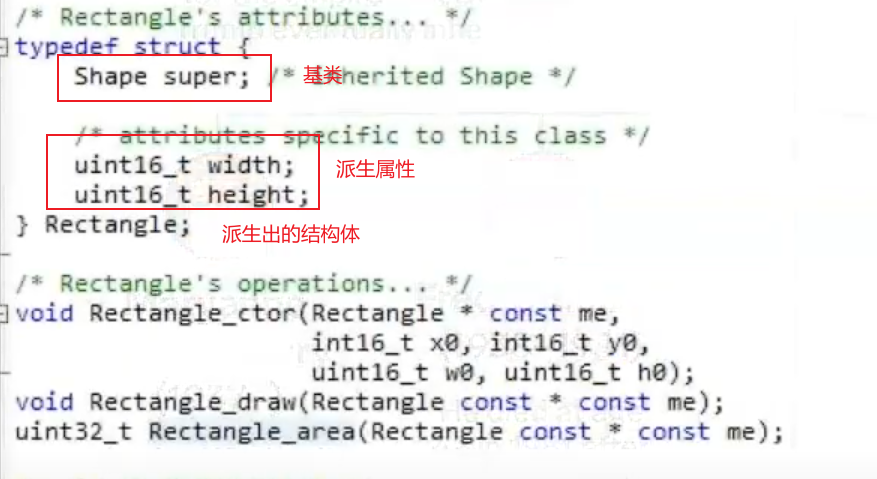 /* Rectangle's attributes... */
typedef struct {
Shape super; /* inherited Shape */
基类
/* attributes specific to this class */
uint16_t width;
uint16_t height;
派生属性
} Rectangle;
派生出的结构体
/* Rectangle's operations... */
void Rectangle_ctor(Rectangle * const me,
int16_t x0, int16_t y0,
uint16_t w0, uint16_t h0);
void Rectangle_draw(Rectangle const * const me);
uint32_t Rectangle_area(Rectangle const * const me);